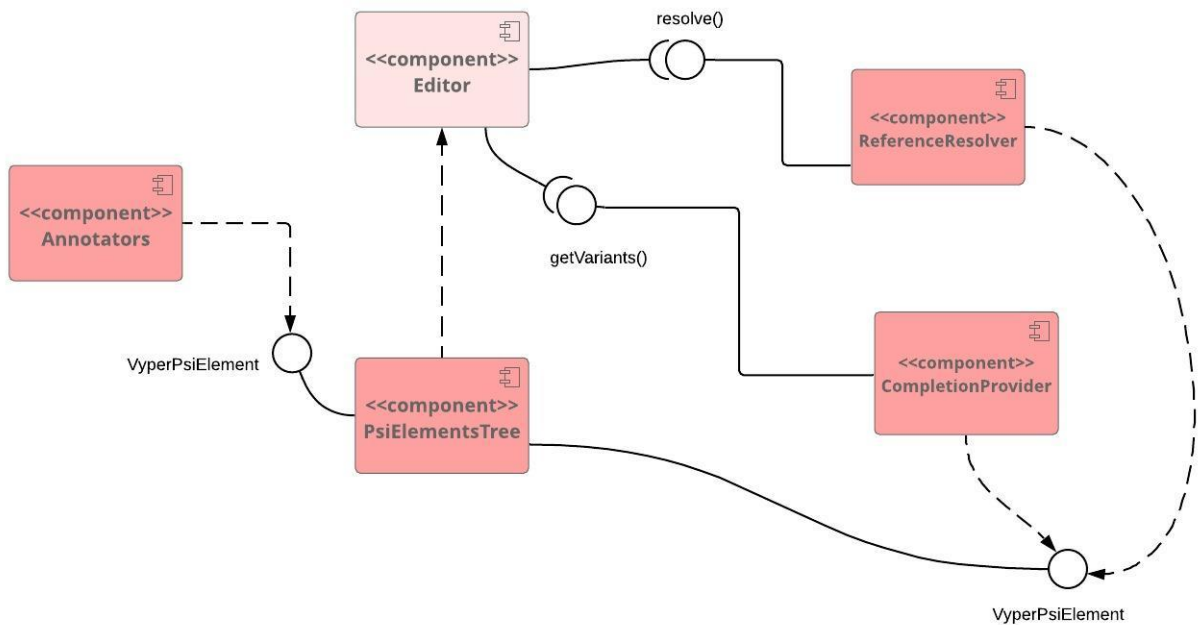 resolve()
<<component>>
Editor
<<component>>
ReferenceResolver
<<component>>
Annotators
getVariants()
VyperPsiElement
<<component>>
PsiElementsTree
<<component>>
CompletionProvider
VyperPsiElement